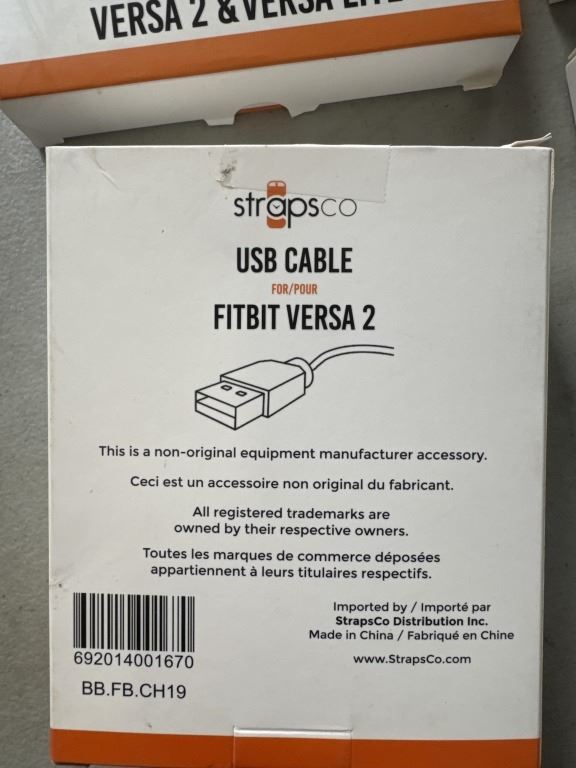 VERSA 2 & VERSA LITE
strapsco
USB CABLE
FOR/POUR
FITBIT VERSA 2
This is a non-original equipment manufacturer accessory.
Ceci est un accessoire non original du fabricant.
All registered trademarks are
owned by their respective owners.
Toutes les marques de commerce déposées
appartiennent à leurs titulaires respectifs.
Imported by / Importé par
StrapsCo Distribution Inc.
Made in China / Fabriqué en Chine
www.StrapsCo.com
692014001670
BB.FB.CH19